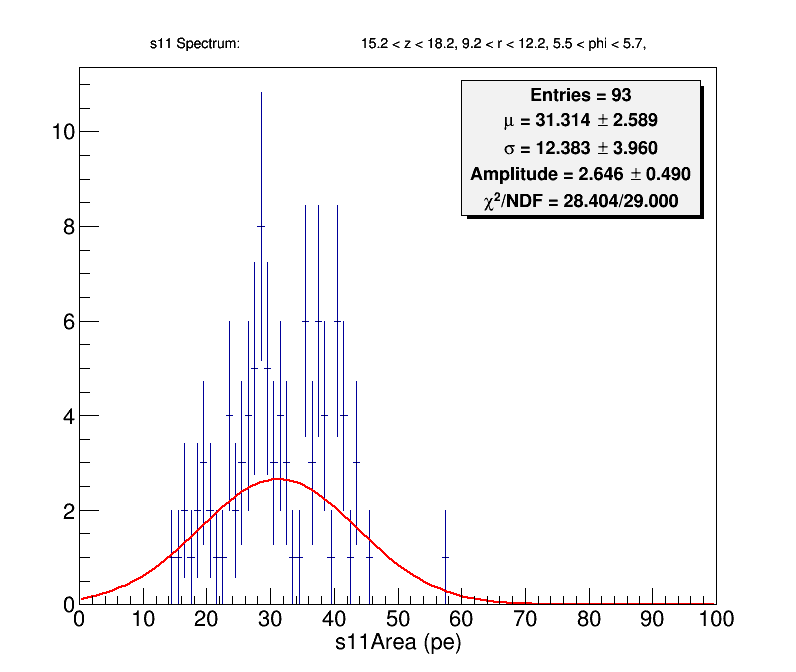 s11 Spectrum: 15.2 < z < 18.2, 9.2 < r < 12.2, 5.5 < phi < 5.7,
Entries = 93
μ = 31.314 ± 2.589
σ = 12.383 ± 3.960
Amplitude = 2.646 ± 0.490
χ²/NDF = 28.404/29.000
10
8
6
4
2
0
0 10 20 30 40 50 60 70 80 90 100
s11Area (pe)